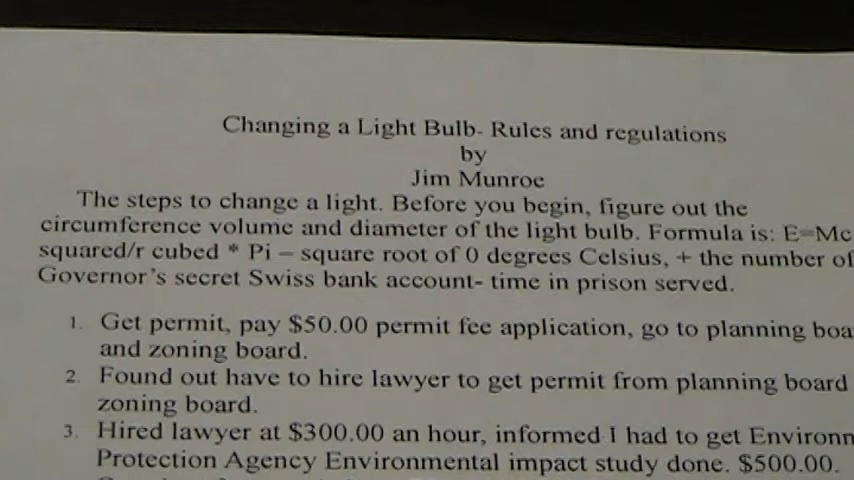 Changing a Light Bulb- Rules and regulations
by
Jim Munroe
The steps to change a light. Before you begin, figure out the
circumference volume and diameter of the light bulb. Formula is: E=Mc
squared/r cubed * Pi – square root of 0 degrees Celsius, + the number of
Governor's secret Swiss bank account- time in prison served.
1. Get permit, pay $50.00 permit fee application, go to planning boa
and zoning board.
2. Found out have to hire lawyer to get permit from planning board
zoning board.
3. Hired lawyer at $300.00 an hour, informed I had to get Environm
Protection Agency Environmental impact study done. $500.00.